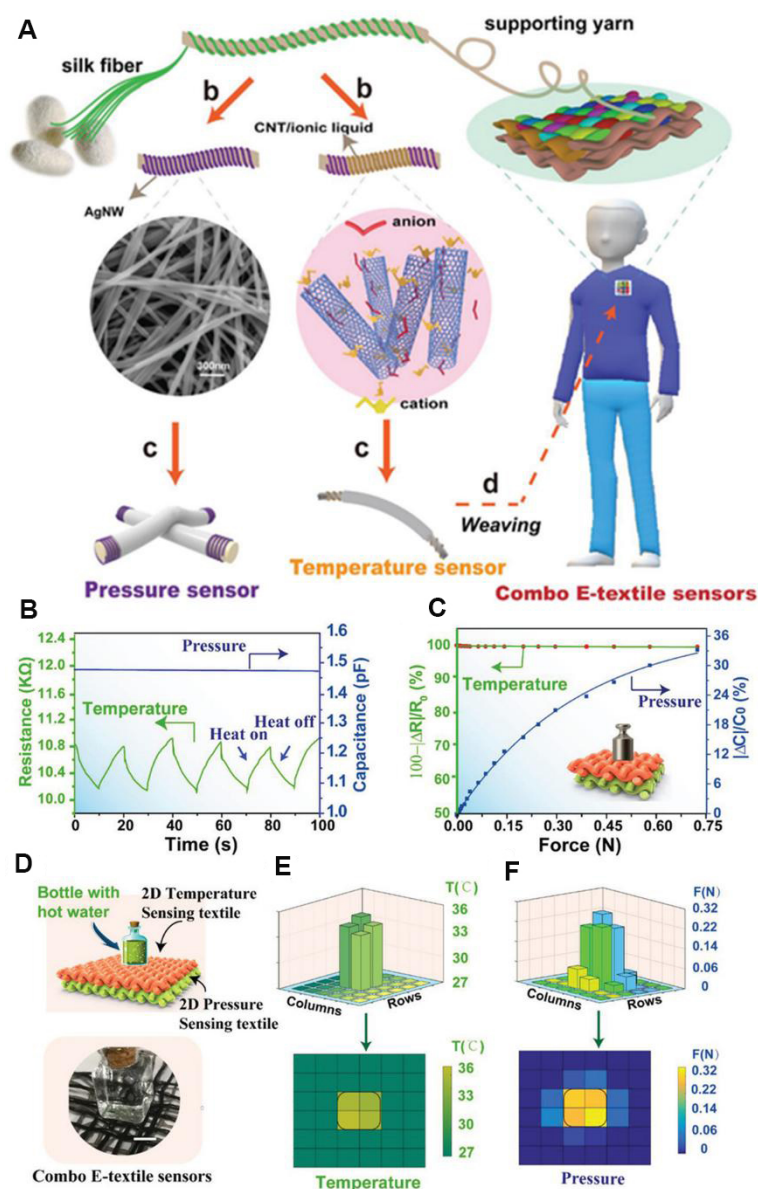 A
silk fiber
supporting yarn
b
b
CNT/ionic liquid
AgNW
anion
300nm
cation
c
c
d
Weaving
Pressure sensor
Temperature sensor
Combo E-textile sensors
B
Resistance (KΩ)
12.4
12.0
11.6
11.2
10.8
10.4
10.0
Pressure
Temperature
Heat on
Heat off
1.6
1.5
1.4
1.3
1.2
1.1
1.0
Capacitance (pF)
0 20 40 60 80 100
Time (s)
C
100-|ΔR|/R₀ (%)
100
90
80
70
60
50
Temperature
Pressure
33
28
24
18
12
6
0
|ΔC|/C0 (%)
0.00 0.15 0.30 0.45 0.60 0.75
Force (N)
D
Bottle with
hot water
2D Temperature
Sensing textile
2D Pressure
Sensing textile
Combo E-textile sensors
E
T(C)
36
33
30
27
Columns
Rows
T(C)
36
33
30
27
Temperature
F
F(N)
0.32
0.22
0.14
0.06
0
Columns
Rows
F(N)
0.32
0.22
0.14
0.06
0
Pressure